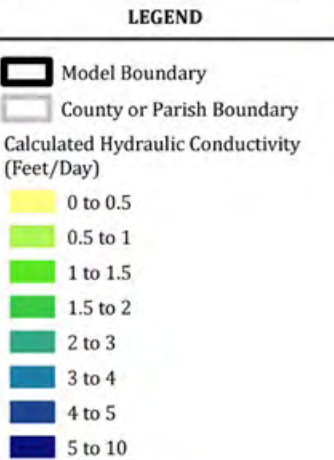 LEGEND
Model Boundary
County or Parish Boundary
Calculated Hydraulic Conductivity
(Feet/Day)
0 to 0.5
0.5 to 1
1 to 1.5
1.5 to 2
2 to 3
3 to 4
4 to 5
5 to 10